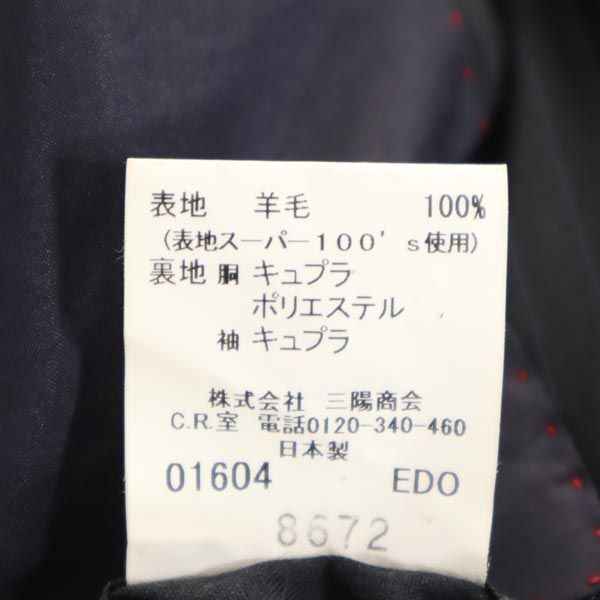 表地　羊毛　100%
(表地スーパー１００’ｓ使用)
裏地 胴 キュプラ
ポリエステル
袖 キュプラ
株式会社 三陽商会
C.R.室 電話0120-340-460
日本製
01604 EDO
8672